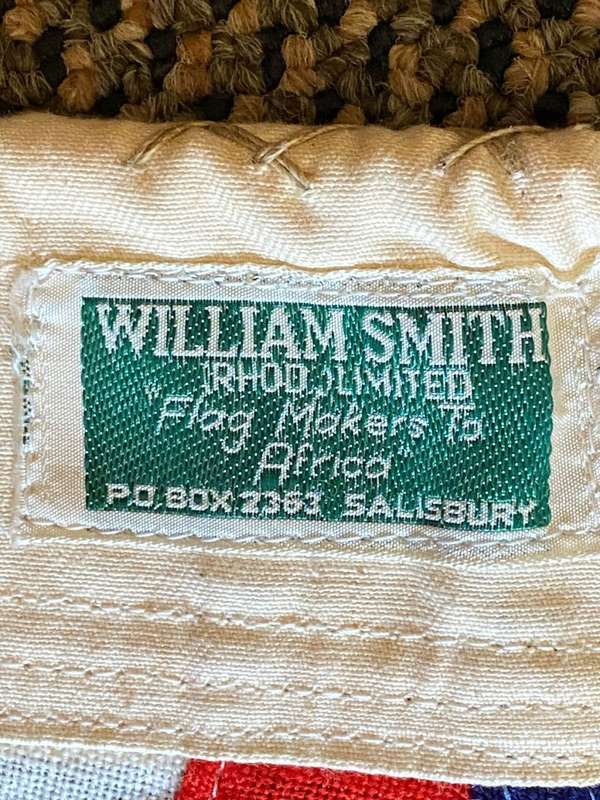 WILLIAM SMITH
(RHOD.) LIMITED
"Flag Makers To
Africa"
P.O. BOX 2363 SALISBURY